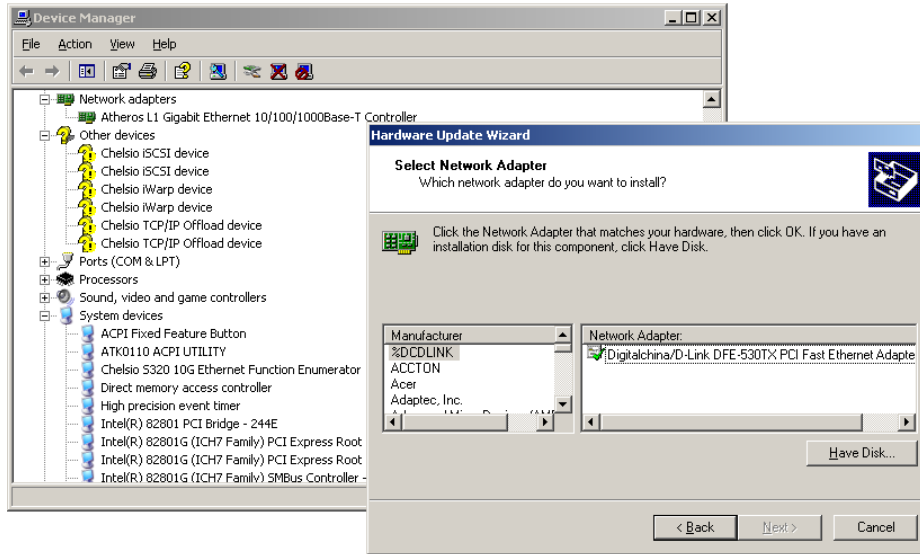 Device Manager
File Action View Help
Network adapters
Atheros L1 Gigabit Ethernet 10/100/1000Base-T Controller
Other devices
Chelsio iSCSI device
Chelsio iSCSI device
Chelsio iWarp device
Chelsio iWarp device
Chelsio TCP/IP Offload device
Chelsio TCP/IP Offload device
Ports (COM & LPT)
Processors
Sound, video and game controllers
System devices
ACPI Fixed Feature Button
ATK0110 ACPI UTILITY
Chelsio S320 10G Ethernet Function Enumerator
Direct memory access controller
High precision event timer
Intel(R) 82801 PCI Bridge - 244E
Intel(R) 82801G (ICH7 Family) PCI Express Root
Intel(R) 82801G (ICH7 Family) PCI Express Root
Intel(R) 82801G (ICH7 Family) SMBus Controller -
Hardware Update Wizard
Select Network Adapter
Which network adapter do you want to install?
Click the Network Adapter that matches your hardware, then click OK. If you have an
installation disk for this component, click Have Disk.
Manufacturer
%DCDLINK
ACCTON
Acer
Adaptec, Inc.
Network Adapter:
Digitalchina/D-Link DFE-530TX PCI Fast Ethernet Adapte
Have Disk...
< Back Next > Cancel